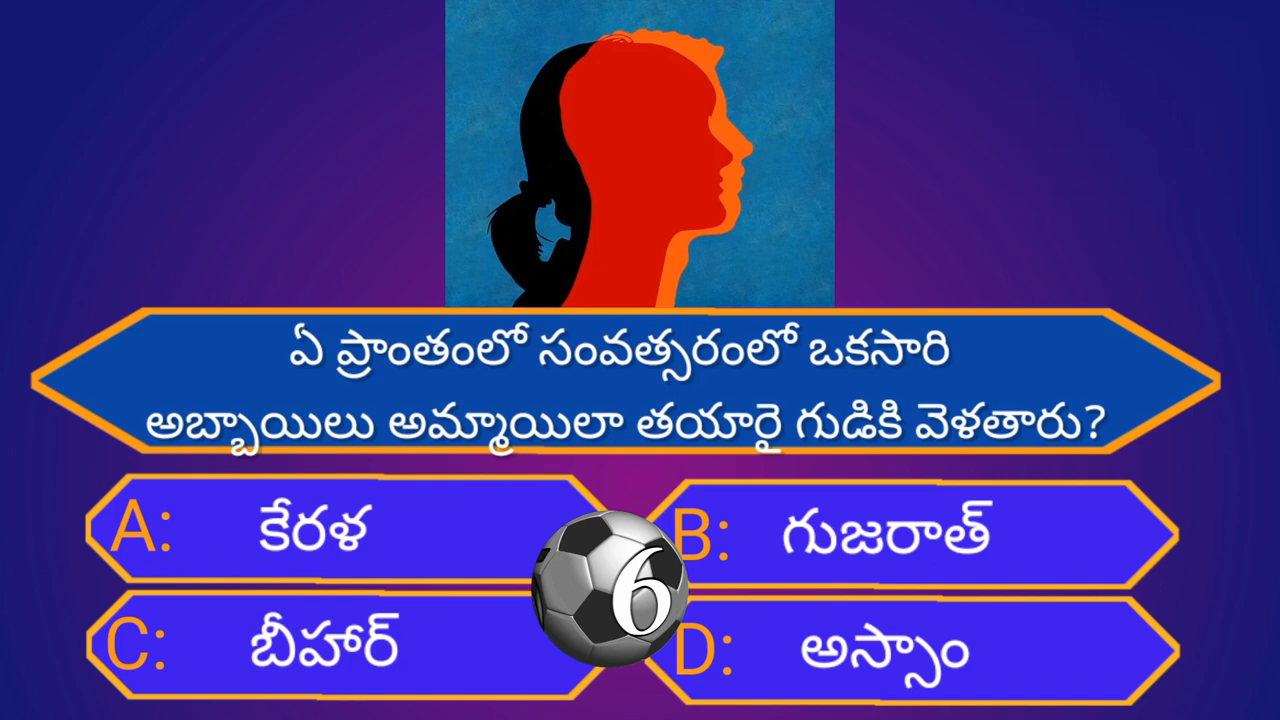 ఏ ప్రాంతంలో సంవత్సరంలో ఒకసారి
అబ్బాయిలు అమ్మాయిలా తయారై గుడికి వెళతారు?
A: కేరళ
B: గుజరాత్
6
C: బీహార్
D: అస్సాం